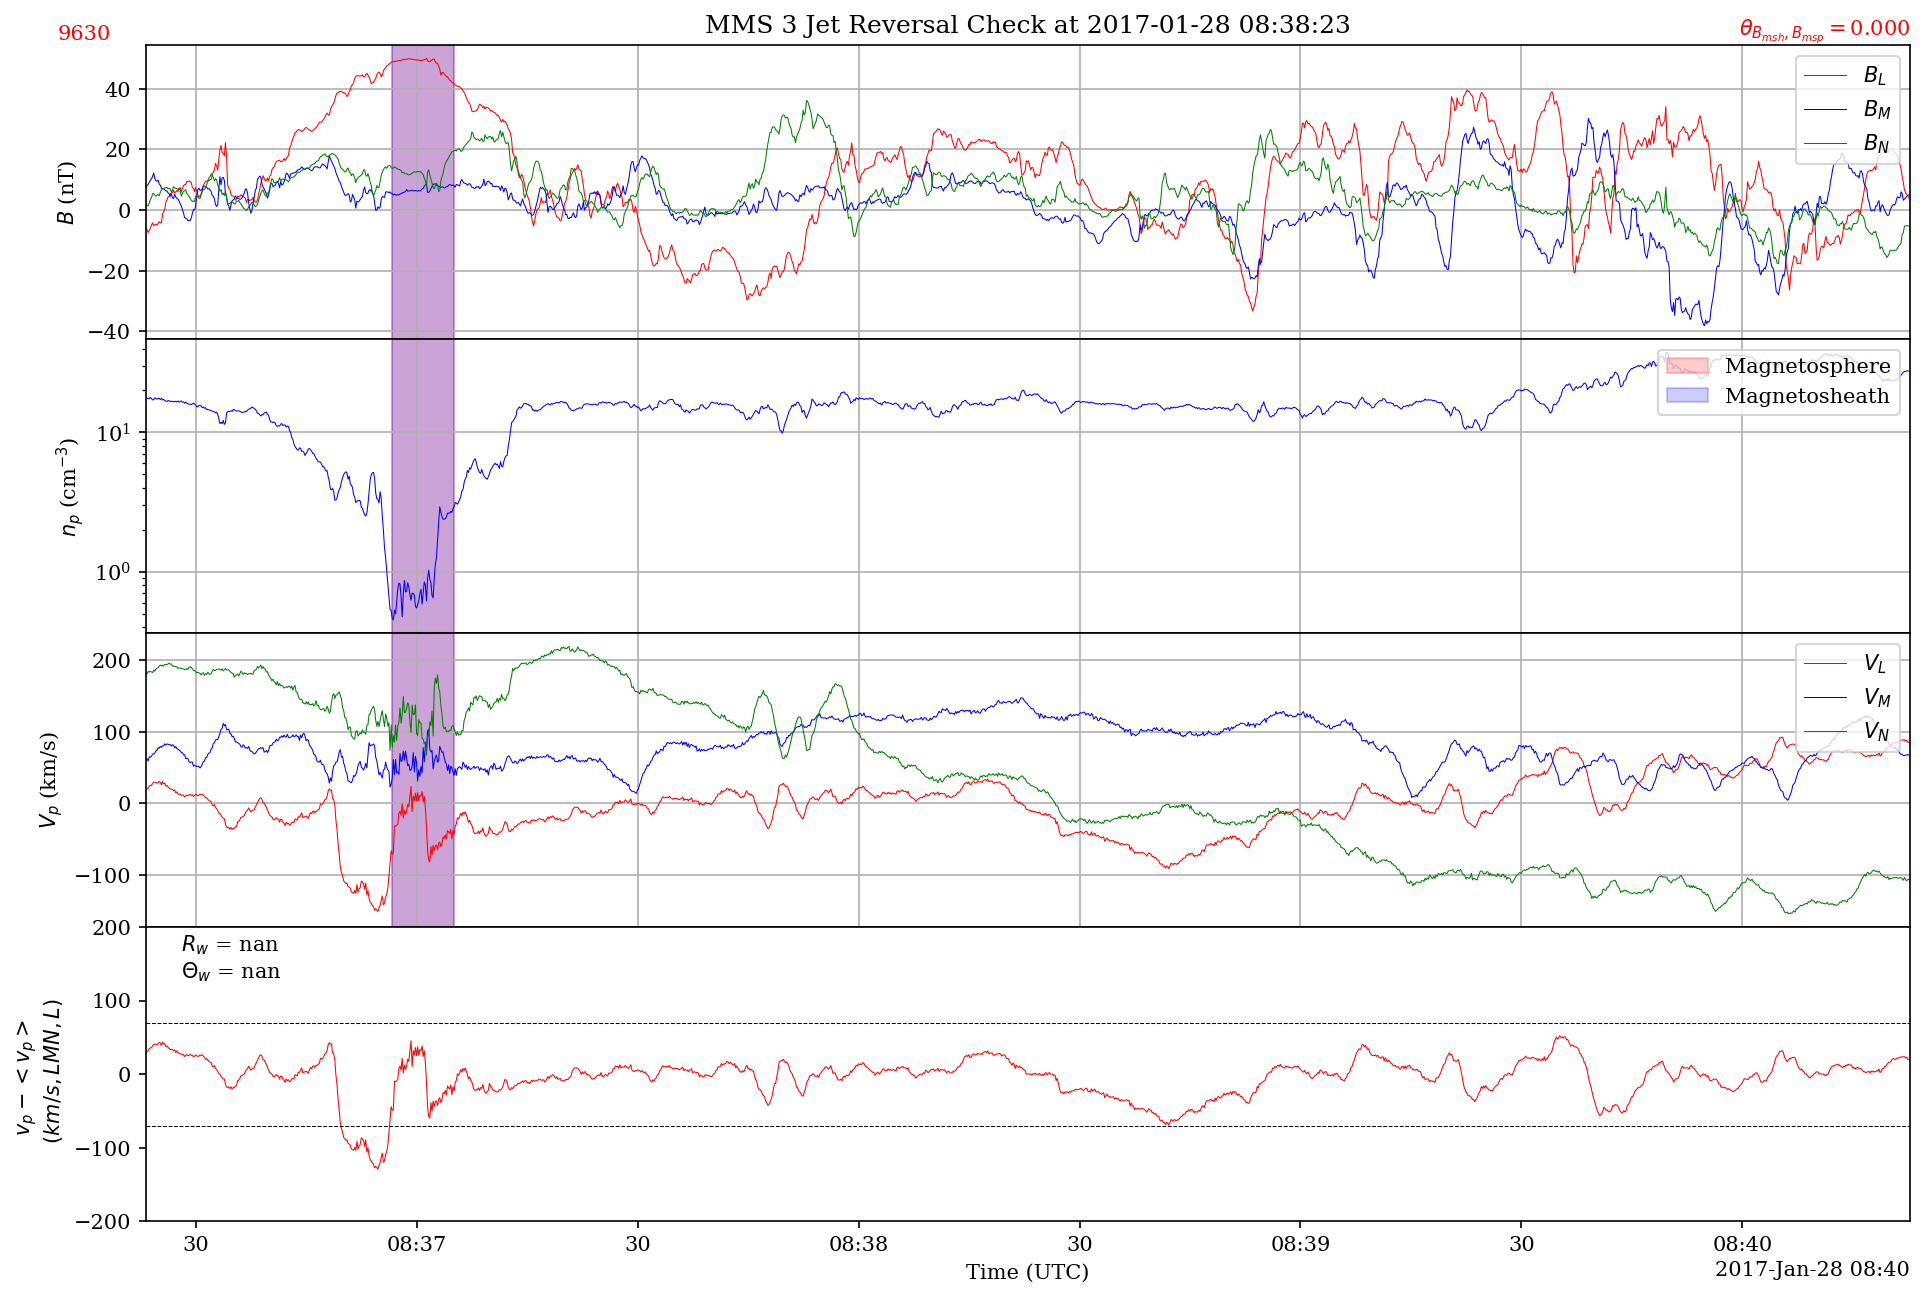 MMS 3 Jet Reversal Check at 2017-01-28 08:38:23
9630
θ_{B_{msh}, B_{msp}} = 0.000
40
20
0
−20
−40
B (nT)
B_L
B_M
B_N
10^1
10^0
n_p (cm^{−3})
Magnetosphere
Magnetosheath
200
100
0
−100
V_p (km/s)
V_L
V_M
V_N
200
100
0
−100
−200
v_p − < v_p >
(km/s, LMN, L)
R_w = nan
Θ_w = nan
30
08:37
30
08:38
30
08:39
30
08:40
Time (UTC)
2017-Jan-28 08:40